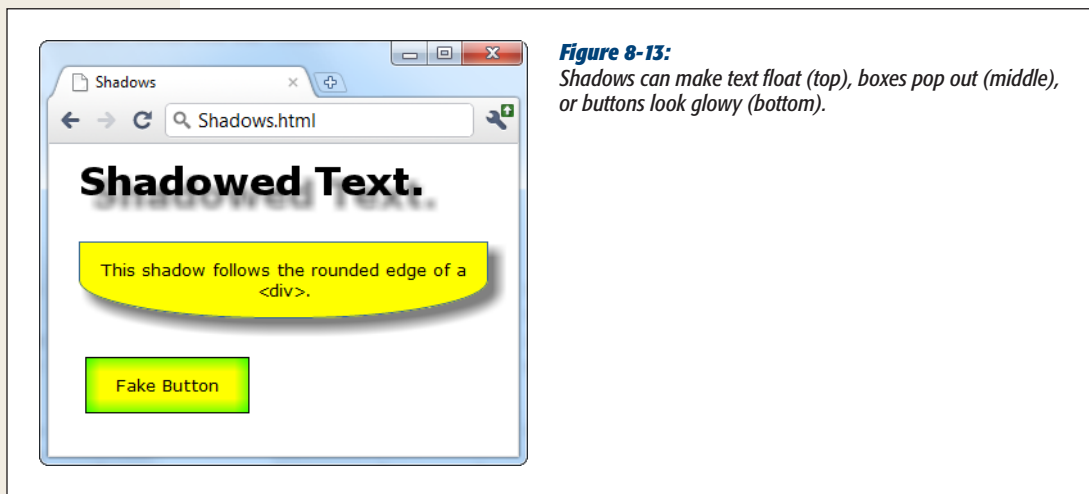 Shadows
Shadows.html
Shadowed Text.
This shadow follows the rounded edge of a
<div>.
Fake Button
Figure 8-13:
Shadows can make text float (top), boxes pop out (middle),
or buttons look glowy (bottom).